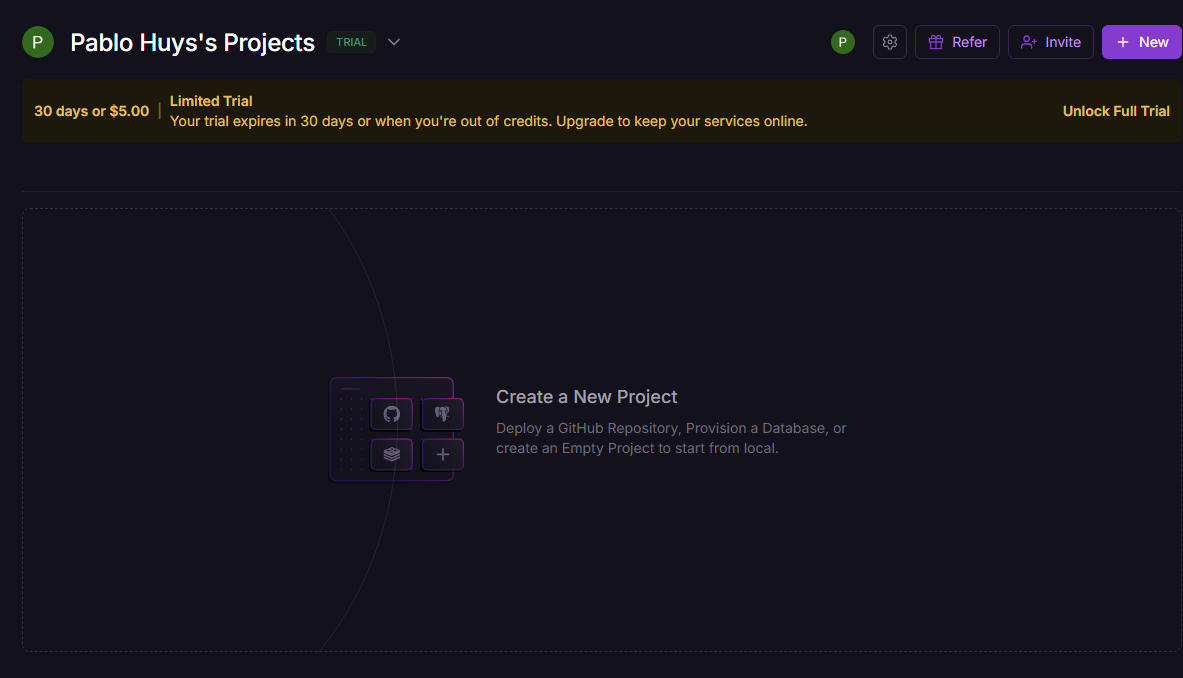 P Pablo Huys's Projects TRIAL P Refer Invite + New
30 days or $5.00 | Limited Trial
Your trial expires in 30 days or when you're out of credits. Upgrade to keep your services online.
Unlock Full Trial
Create a New Project
Deploy a GitHub Repository, Provision a Database, or
create an Empty Project to start from local.